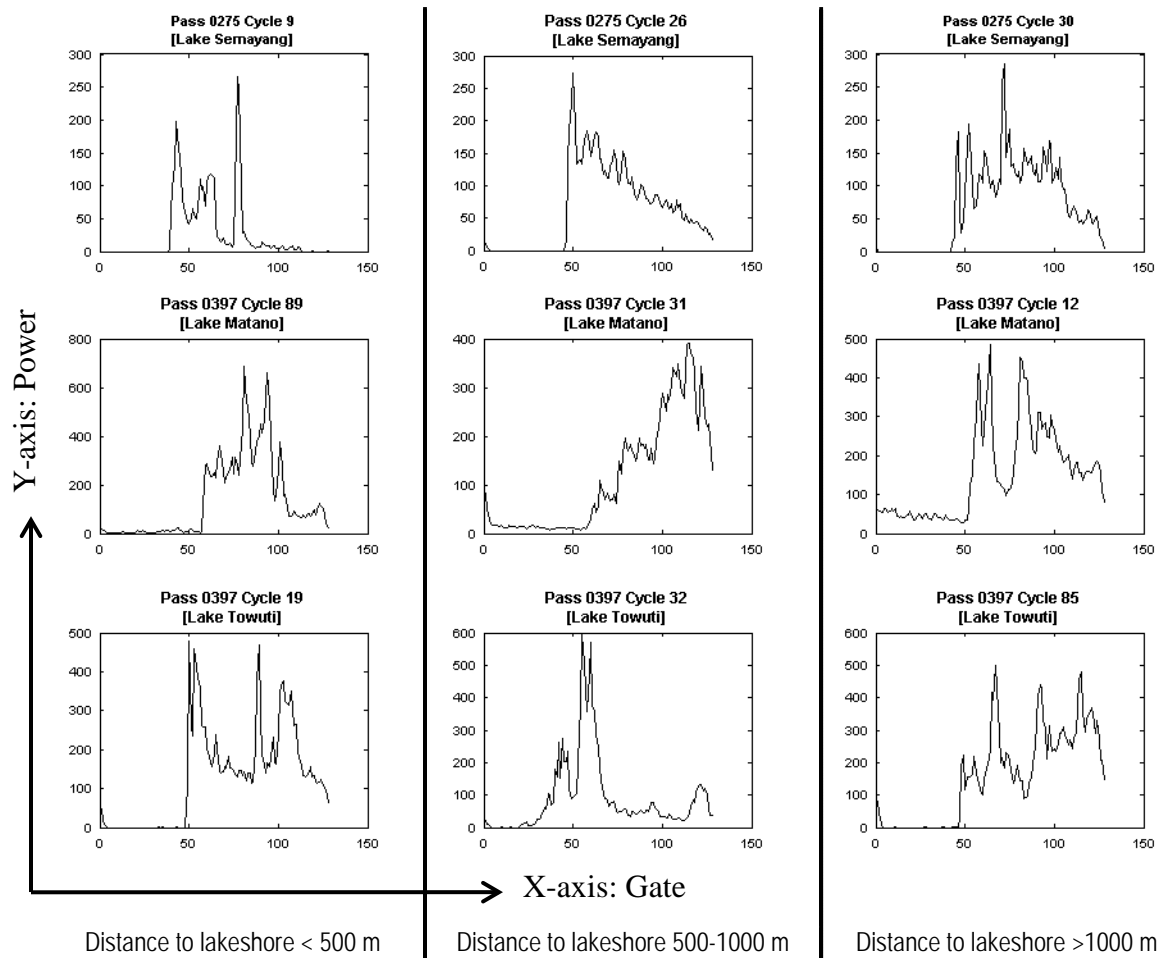 Pass 0275 Cycle 9
[Lake Semayang]
300
250
200
150
100
50
0
0 50 100 150
Pass 0275 Cycle 26
[Lake Semayang]
300
250
200
150
100
50
0
0 50 100 150
Pass 0275 Cycle 30
[Lake Semayang]
300
250
200
150
100
50
0
0 50 100 150
Y-axis: Power
Pass 0397 Cycle 89
[Lake Matano]
800
600
400
200
0
0 50 100 150
Pass 0397 Cycle 31
[Lake Matano]
400
300
200
100
0
0 50 100 150
Pass 0397 Cycle 12
[Lake Matano]
500
400
300
200
100
0
0 50 100 150
Pass 0397 Cycle 19
[Lake Towuti]
500
400
300
200
100
0
0 50 100 150
Pass 0397 Cycle 32
[Lake Towuti]
600
500
400
300
200
100
0
0 50 100 150
Pass 0397 Cycle 85
[Lake Towuti]
600
500
400
300
200
100
0
0 50 100 150
X-axis: Gate
Distance to lakeshore < 500 m
Distance to lakeshore 500-1000 m
Distance to lakeshore >1000 m